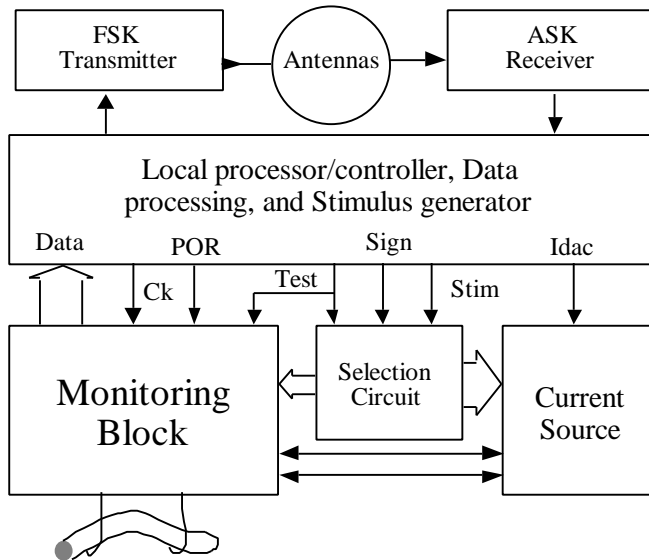 FSK
Transmitter
Antennas
ASK
Receiver
Local processor/controller, Data
processing, and Stimulus generator
Data
POR
Sign
Idac
Ck
Test
Stim
Monitoring
Block
Selection
Circuit
Current
Source